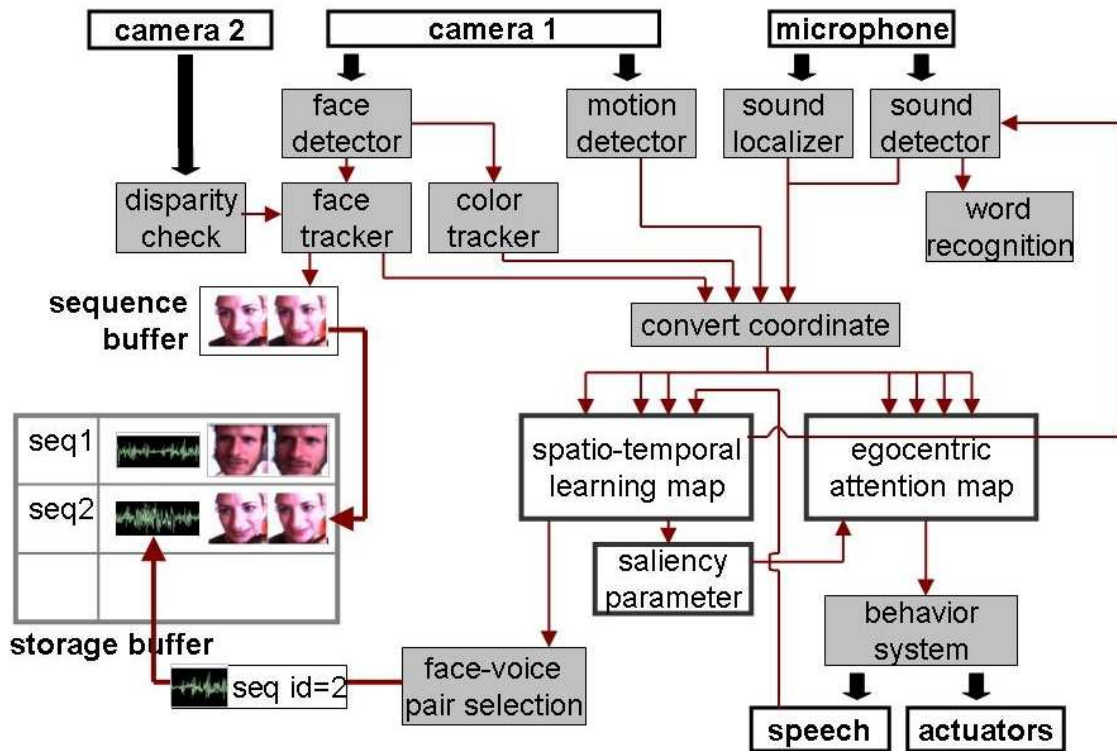 camera 2
camera 1
microphone
face
detector
motion
detector
sound
localizer
sound
detector
disparity
check
face
tracker
color
tracker
word
recognition
sequence
buffer
convert coordinate
seq1
seq2
storage buffer
spatio-temporal
learning map
egocentric
attention map
saliency
parameter
behavior
system
seq id=2
face-voice
pair selection
speech
actuators